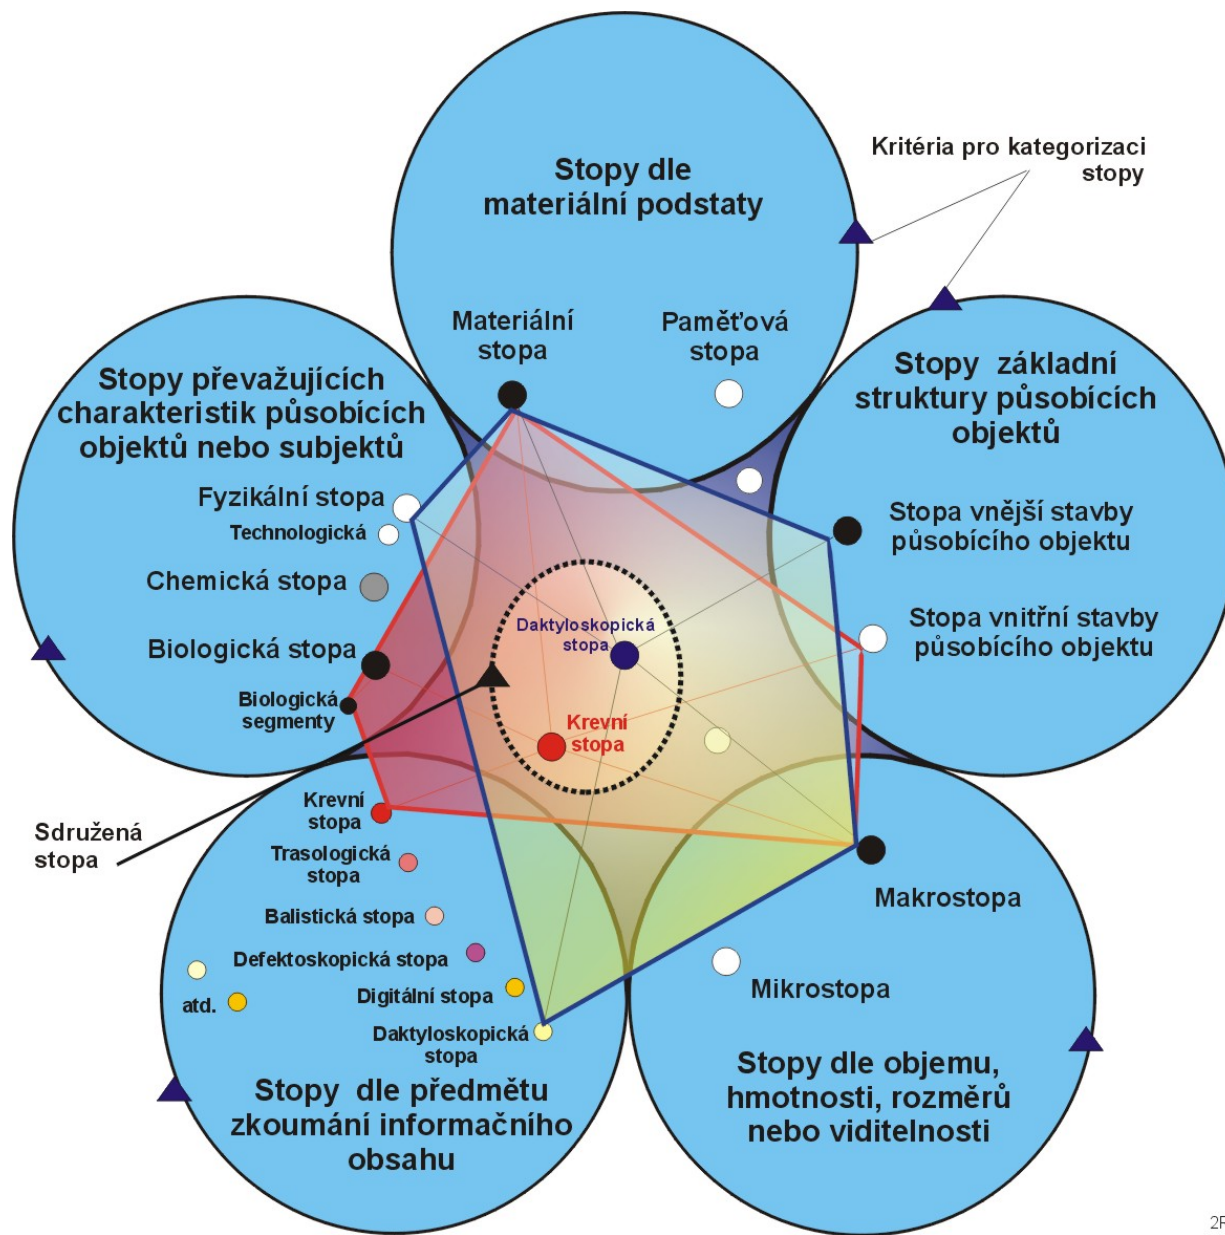 Stopy dle
materiální podstaty
Kritéria pro kategorizaci
stopy
Materiální
stopa
Paměťová
stopa
Stopy převažujících
charakteristik působících
objektů nebo subjektů
Stopy základní
struktury působících
objektů
Fyzikální stopa
Technologická
Chemická stopa
Biologická stopa
Biologická
segmenty
Stopa vnější stavby
působícího objektu
Stopa vnitřní stavby
působícího objektu
Daktyloskopická
stopa
Krevní
stopa
Sdružená
stopa
Krevní
stopa
Trasologická
stopa
Balistická stopa
Defektoskopická stopa
Digitální stopa
atd.
Daktyloskopická
stopa
Stopy dle předmětu
zkoumání informačního
obsahu
Makrostopa
Mikrostopa
Stopy dle objemu,
hmotnosti, rozměrů
nebo viditelnosti
2R